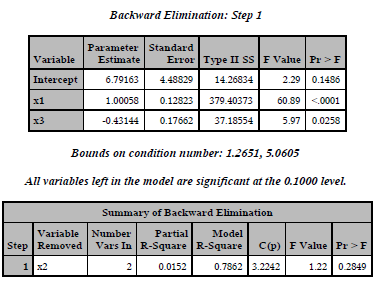 Backward Elimination: Step 1
Variable Parameter Estimate Standard Error Type II SS F Value Pr > F
Intercept 6.79163 4.48829 14.26834 2.29 0.1486
x1 1.00058 0.12823 379.40373 60.89 <.0001
x3 -0.43144 0.17662 37.18554 5.97 0.0258
Bounds on condition number: 1.2651, 5.0605
All variables left in the model are significant at the 0.1000 level.
Summary of Backward Elimination
Step Variable Removed Number Vars In Partial R-Square Model R-Square C(p) F Value Pr > F
1 x2 2 0.0152 0.7862 3.2242 1.22 0.2849